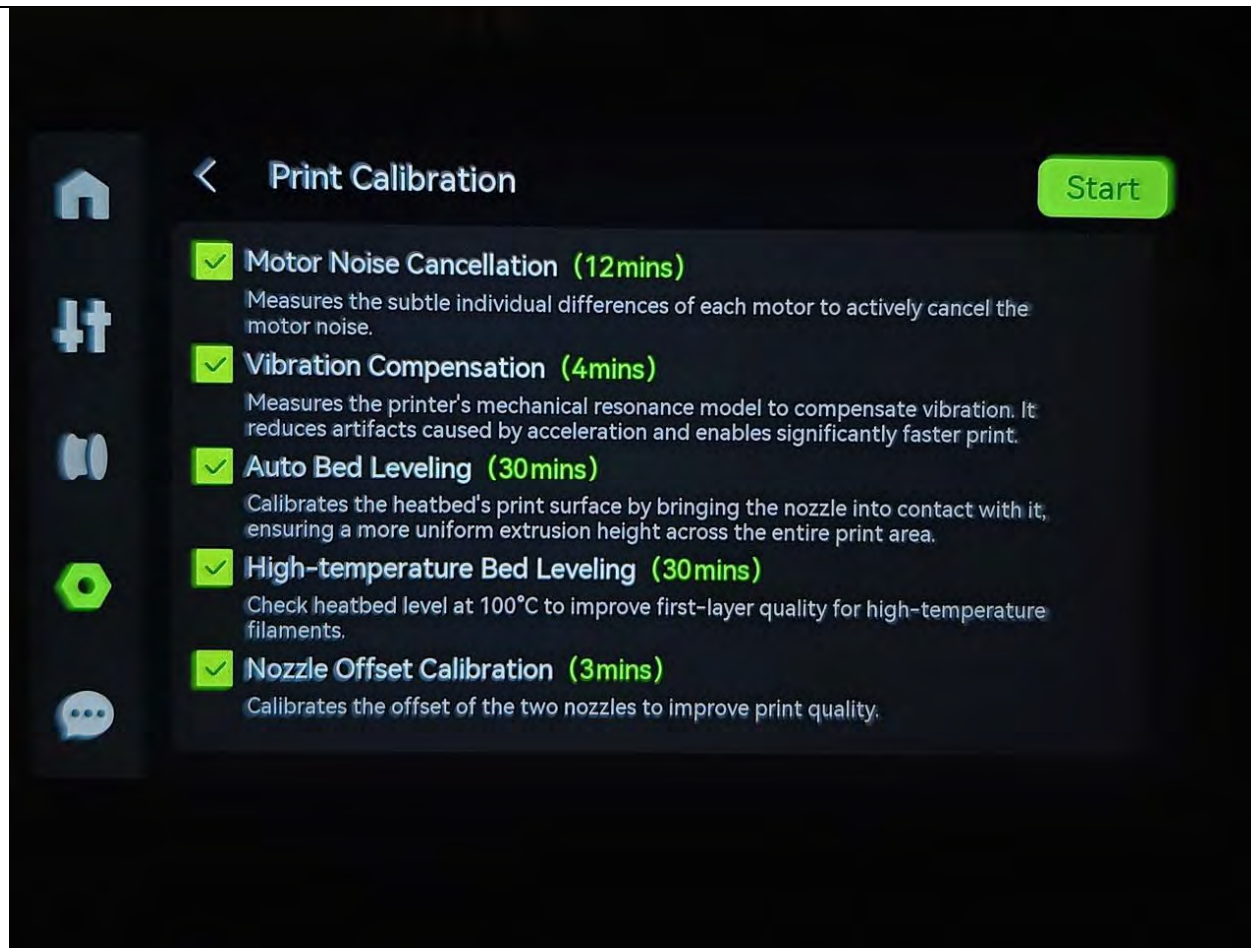 Print Calibration
Start
Motor Noise Cancellation (12mins)
Measures the subtle individual differences of each motor to actively cancel the
motor noise.
Vibration Compensation (4mins)
Measures the printer's mechanical resonance model to compensate vibration. It
reduces artifacts caused by acceleration and enables significantly faster print.
Auto Bed Leveling (30mins)
Calibrates the heatbed's print surface by bringing the nozzle into contact with it,
ensuring a more uniform extrusion height across the entire print area.
High-temperature Bed Leveling (30mins)
Check heatbed level at 100°C to improve first-layer quality for high-temperature
filaments.
Nozzle Offset Calibration (3mins)
Calibrates the offset of the two nozzles to improve print quality.